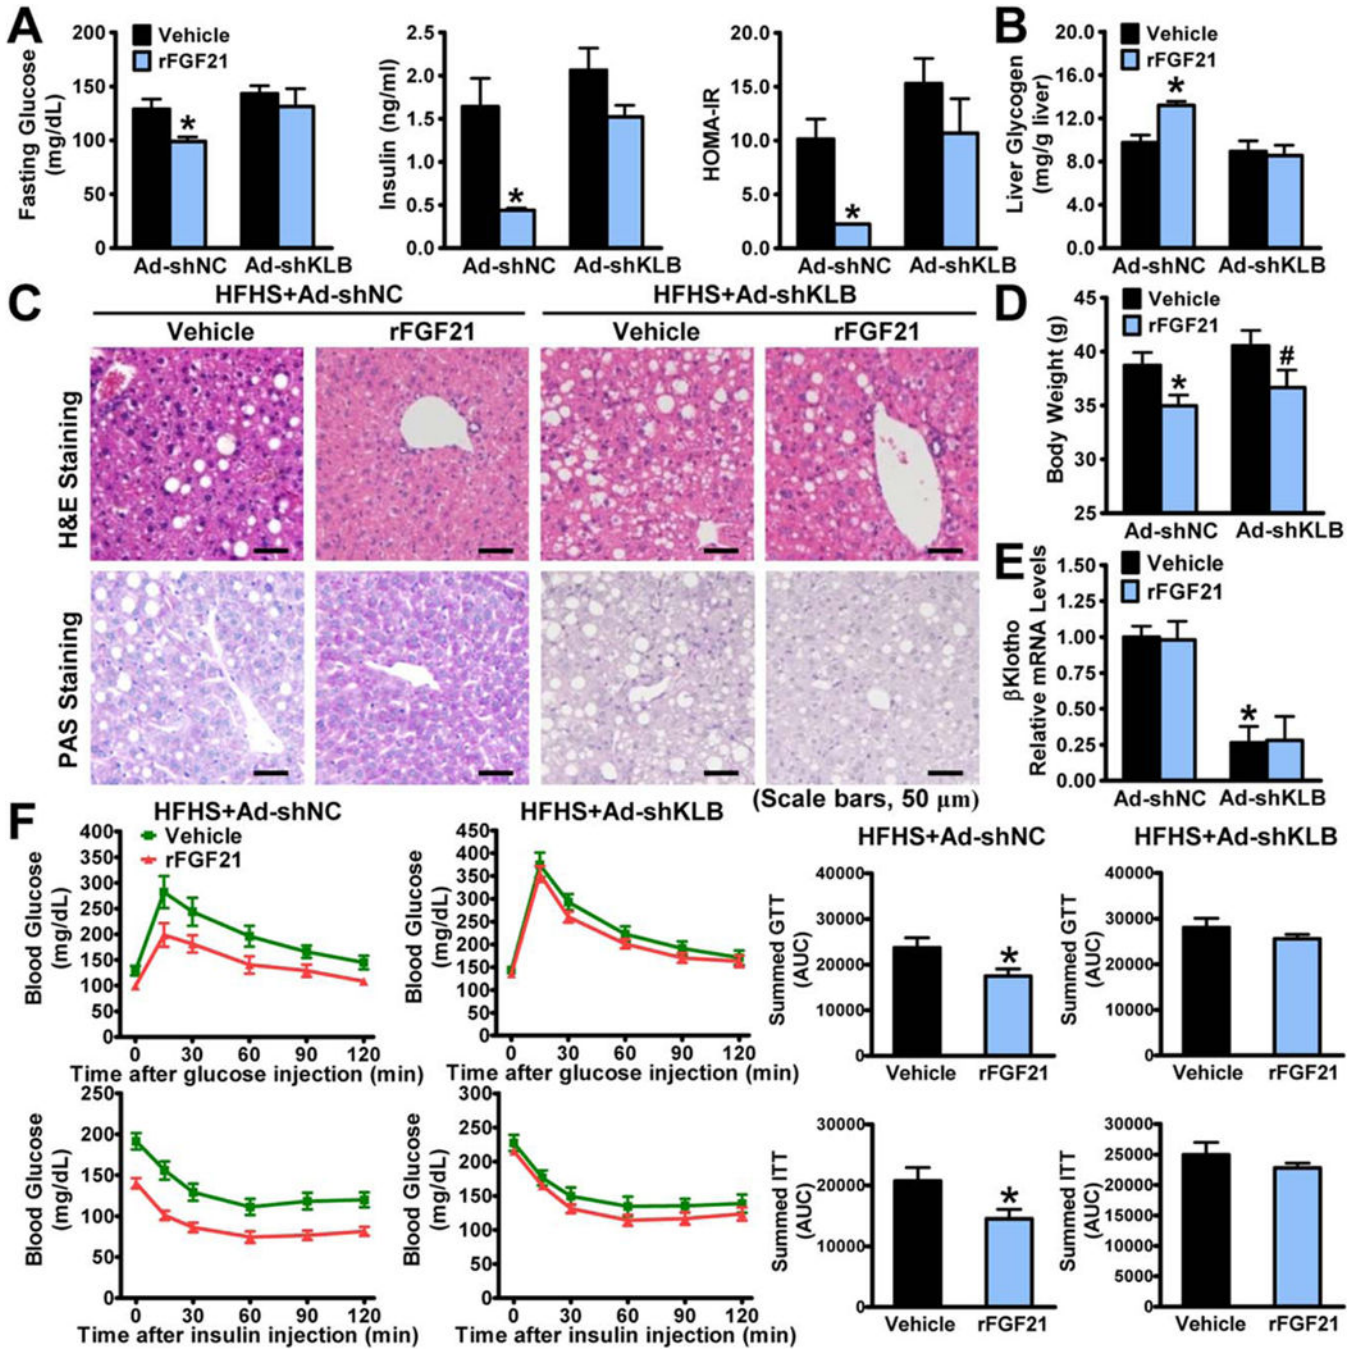 A
Fasting Glucose
(mg/dL)
200
150
100
50
0
Vehicle
rFGF21
*
Ad-shNC
Ad-shKLB
Insulin (ng/ml)
2.5
2.0
1.5
1.0
0.5
0.0
*
Ad-shNC
Ad-shKLB
HOMA-IR
20.0
15.0
10.0
5.0
0.0
*
Ad-shNC
Ad-shKLB
B
Liver Glycogen
(mg/g liver)
20.0
16.0
12.0
8.0
4.0
0.0
Vehicle
rFGF21
*
Ad-shNC
Ad-shKLB
C
HFHS+Ad-shNC
HFHS+Ad-shKLB
Vehicle
rFGF21
Vehicle
rFGF21
H&E Staining
PAS Staining
(Scale bars, 50 μm)
D
Body Weight (g)
45
40
35
30
25
Vehicle
rFGF21
*
#
Ad-shNC
Ad-shKLB
E
βKlotho
Relative mRNA Levels
1.50
1.25
1.00
0.75
0.50
0.25
0.00
Vehicle
rFGF21
*
Ad-shNC
Ad-shKLB
F
HFHS+Ad-shNC
Blood Glucose
(mg/dL)
400
350
300
250
200
150
100
50
0
Vehicle
rFGF21
0 30 60 90 120
Time after glucose injection (min)
HFHS+Ad-shKLB
Blood Glucose
(mg/dL)
450
400
350
300
250
200
150
100
50
0
0 30 60 90 120
Time after glucose injection (min)
HFHS+Ad-shNC
Summed GTT
(AUC)
40000
30000
20000
10000
0
*
Vehicle rFGF21
HFHS+Ad-shKLB
Summed GTT
(AUC)
40000
30000
20000
10000
0
Vehicle rFGF21
Blood Glucose
(mg/dL)
250
200
150
100
50
0
0 30 60 90 120
Time after insulin injection (min)
Blood Glucose
(mg/dL)
300
250
200
150
100
50
0
0 30 60 90 120
Time after insulin injection (min)
Summed ITT
(AUC)
30000
20000
10000
0
*
Vehicle rFGF21
Summed ITT
(AUC)
30000
25000
20000
15000
10000
5000
0
Vehicle rFGF21